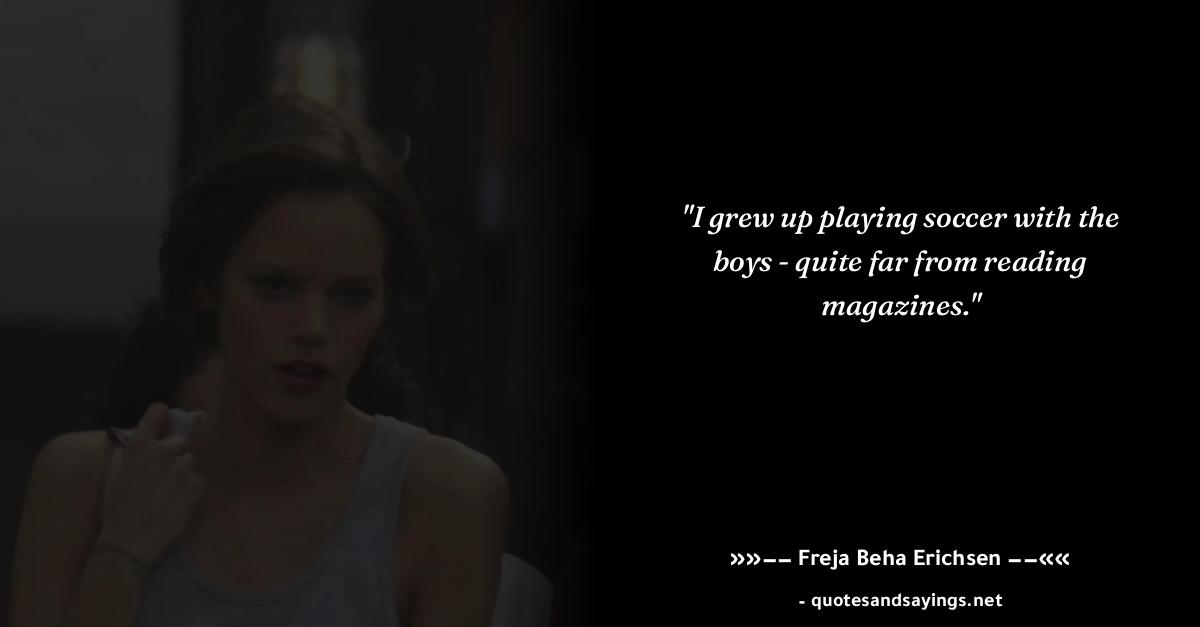 "I grew up playing soccer with the
boys - quite far from reading
magazines."
»»−− Freja Beha Erichsen −−««
- quotesandsayings.net